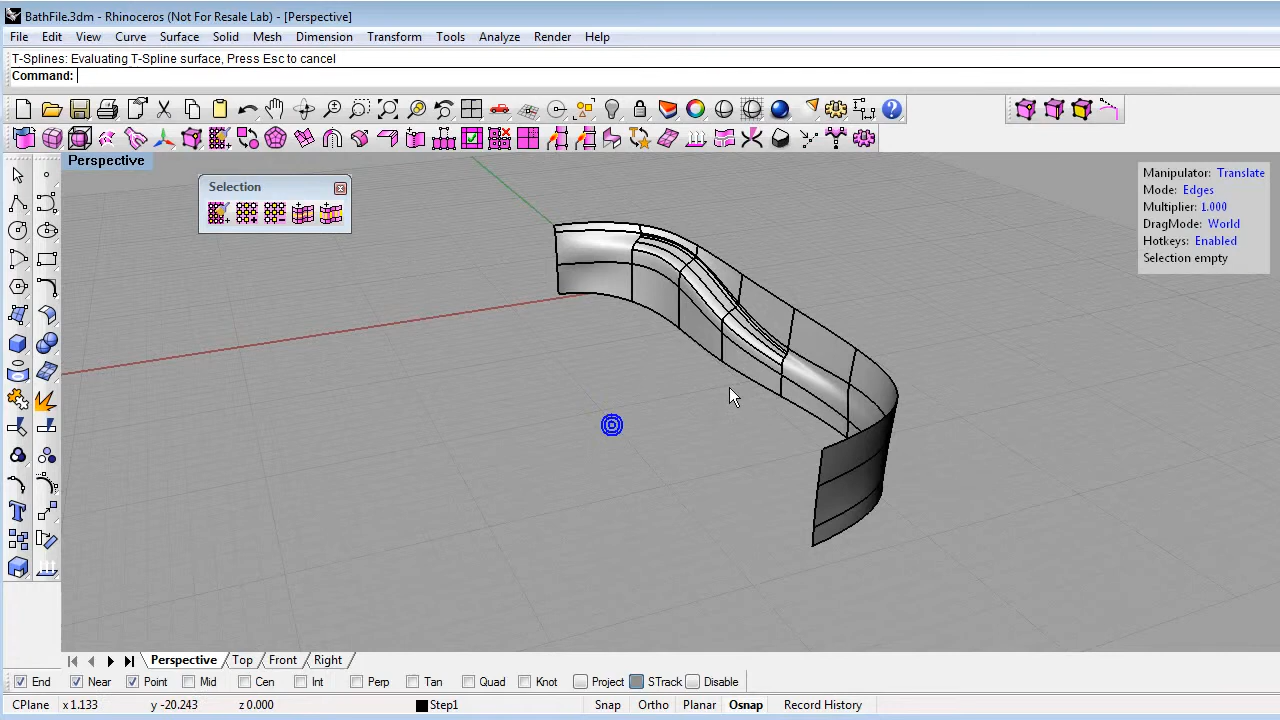 BathFile.3dm - Rhinoceros (Not For Resale Lab) - [Perspective]
File Edit View Curve Surface Solid Mesh Dimension Transform Tools Analyze Render Help
T-Splines: Evaluating T-Spline surface, Press Esc to cancel
Command:
Perspective
Selection
Manipulator: Translate
Mode: Edges
Multiplier: 1.000
DragMode: World
Hotkeys: Enabled
Selection empty
Perspective Top Front Right
End Near Point Mid Cen Int Perp Tan Quad Knot Project STrack Disable
CPlane x 1.133 y -20.243 z 0.000 Step1 Snap Ortho Planar Osnap Record History